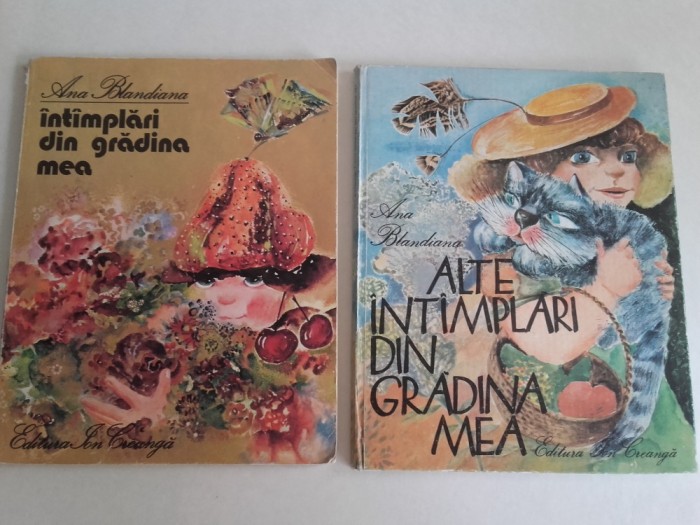 Ana Blandiana
întîmplări
din grădina
mea
Editura Ion Creangă
Ana
Blandiana
ALTE
ÎNTÎMPLĂRI
DIN
GRĂDINA
MEA
Editura Ion Creangă